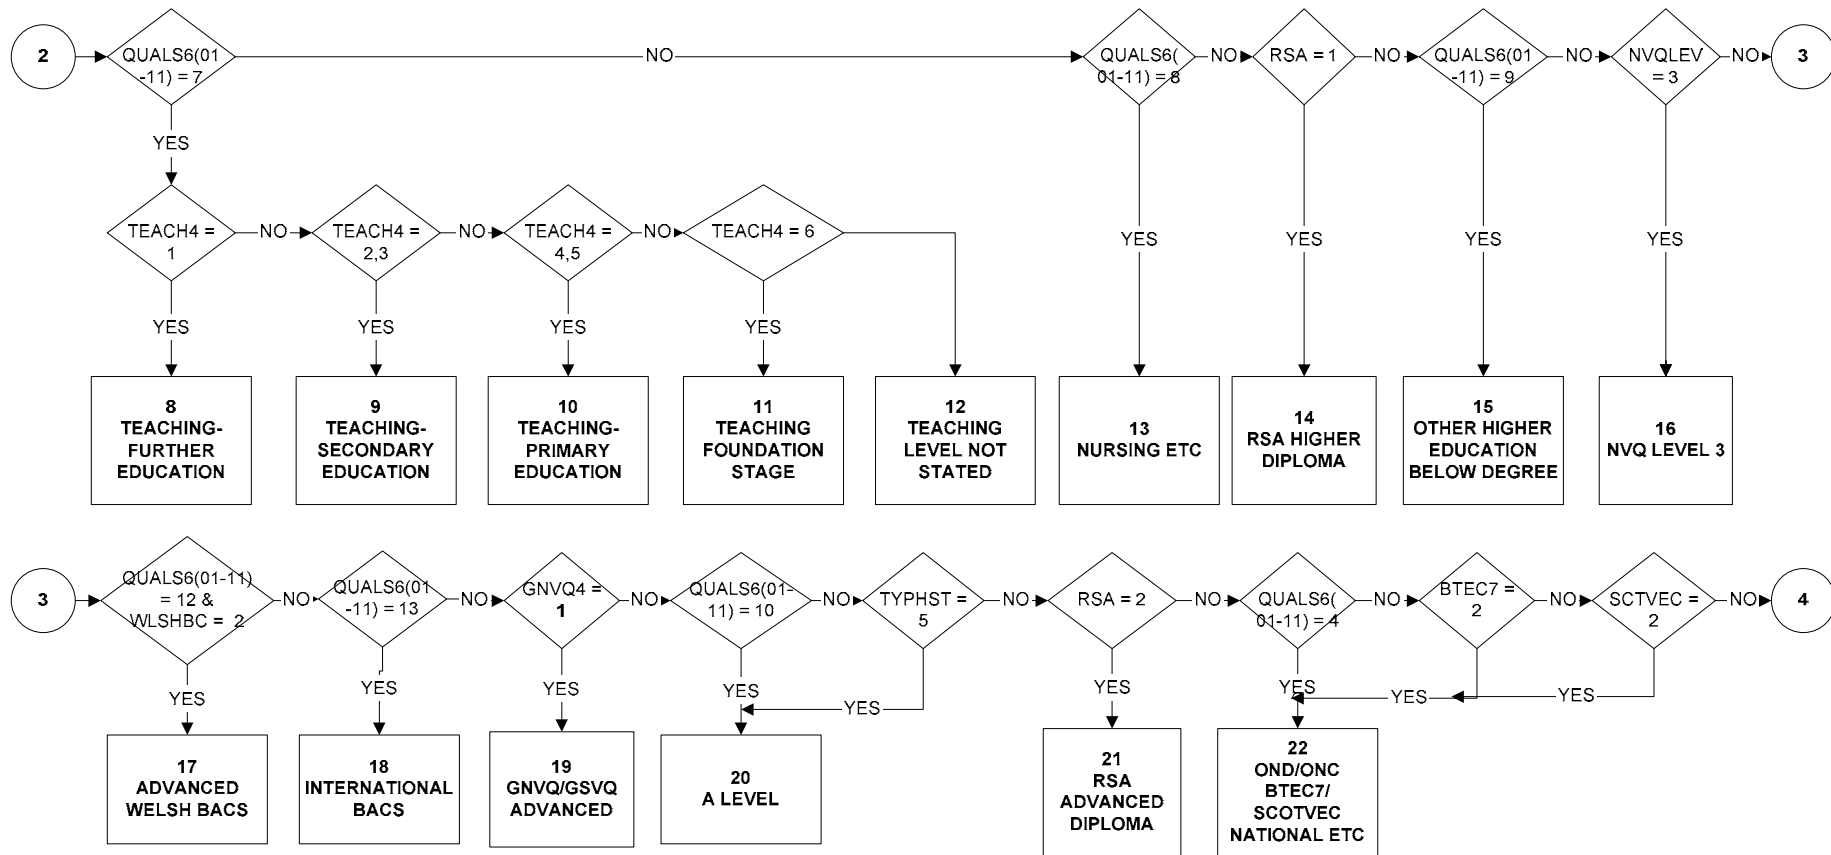 2
QUALS6(01
-11) = 7
NO
QUALS6(
01-11) = 8
NO
RSA = 1
NO
QUALS6(01
-11) = 9
NO
NVQLEV
= 3
NO
3
YES
TEACH4 =
1
NO
TEACH4 =
2,3
NO
TEACH4 =
4,5
NO
TEACH4 = 6
YES
YES
YES
YES
YES
YES
YES
YES
8
TEACHING-
FURTHER
EDUCATION
9
TEACHING-
SECONDARY
EDUCATION
10
TEACHING-
PRIMARY
EDUCATION
11
TEACHING
FOUNDATION
STAGE
12
TEACHING
LEVEL NOT
STATED
13
NURSING ETC
14
RSA HIGHER
DIPLOMA
15
OTHER HIGHER
EDUCATION
BELOW DEGREE
16
NVQ LEVEL 3
3
QUALS6(01-11)
= 12 &
WLSHBC = 2
NO
QUALS6(01
-11) = 13
NO
GNVQ4 =
1
NO
QUALS6(01-
11) = 10
NO
TYPHST =
5
NO
RSA = 2
NO
QUALS6(
01-11) = 4
NO
BTEC7 =
2
NO
SCTVEC =
2
NO
4
YES
YES
YES
YES
YES
YES
YES
YES
YES
17
ADVANCED
WELSH BACS
18
INTERNATIONAL
BACS
19
GNVQ/GSVQ
ADVANCED
20
A LEVEL
21
RSA
ADVANCED
DIPLOMA
22
OND/ONC
BTEC7/
SCOTVEC
NATIONAL ETC